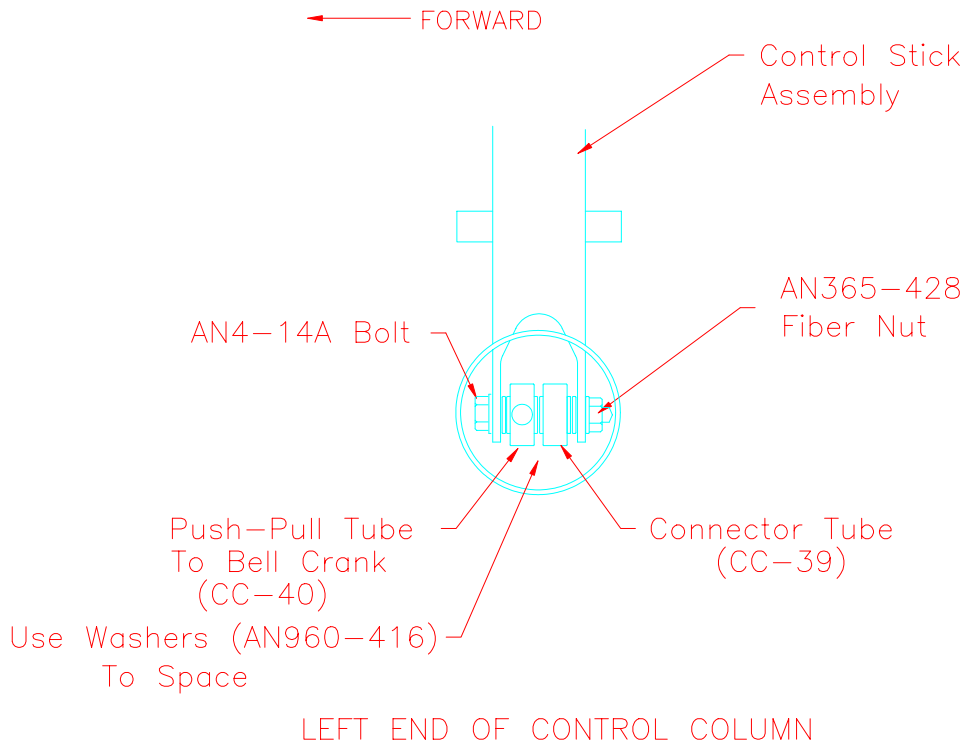 FORWARD
Control Stick
Assembly
AN365-428
Fiber Nut
AN4-14A Bolt
Push-Pull Tube
To Bell Crank
(CC-40)
Connector Tube
(CC-39)
Use Washers (AN960-416)
To Space
LEFT END OF CONTROL COLUMN